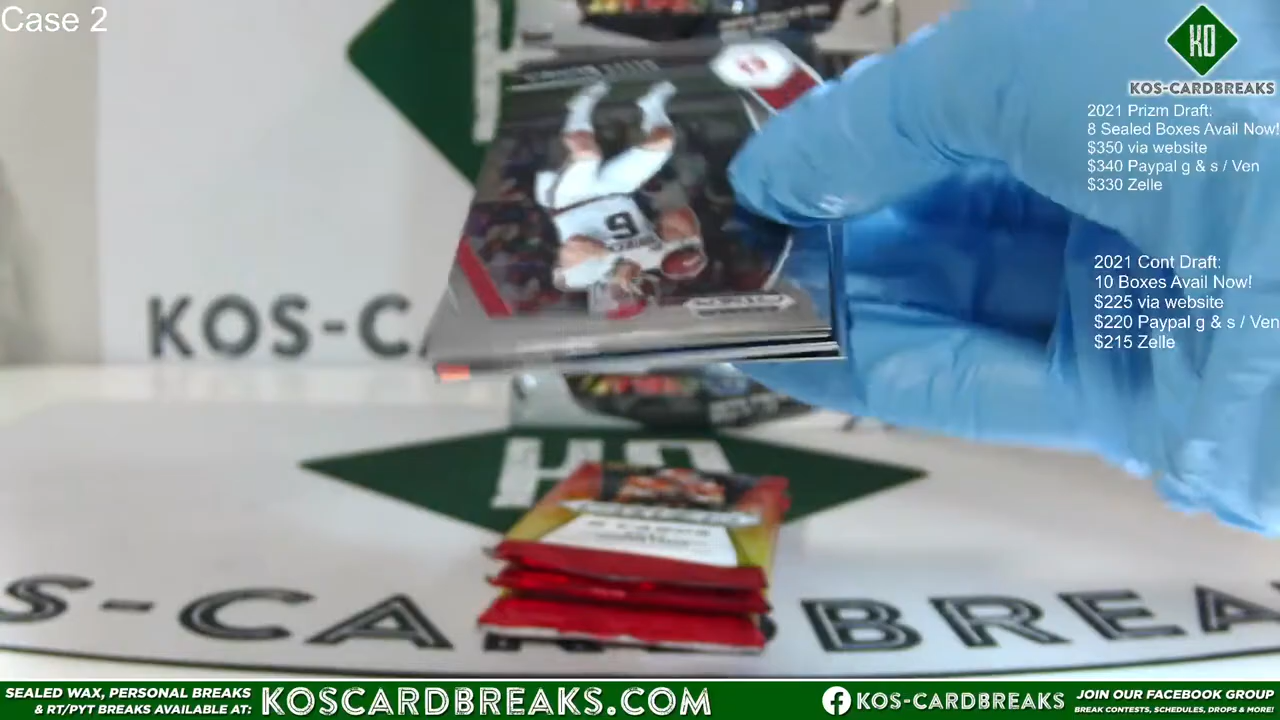 Case 2
KO
KOS-CARDBREAKS
2021 Prizm Draft:
8 Sealed Boxes Avail Now!
$350 via website
$340 Paypal g & s / Ven
$330 Zelle
2021 Cont Draft:
10 Boxes Avail Now!
$225 via website
$220 Paypal g & s / Ven
$215 Zelle
6
KOS-CA
S-CA
BREA
SEALED WAX, PERSONAL BREAKS
& RT/PYT BREAKS AVAILABLE AT:
KOSCARDBREAKS.COM
KOS-CARDBREAKS
JOIN OUR FACEBOOK GROUP
BREAK CONTESTS, SCHEDULES, DROPS & MORE!